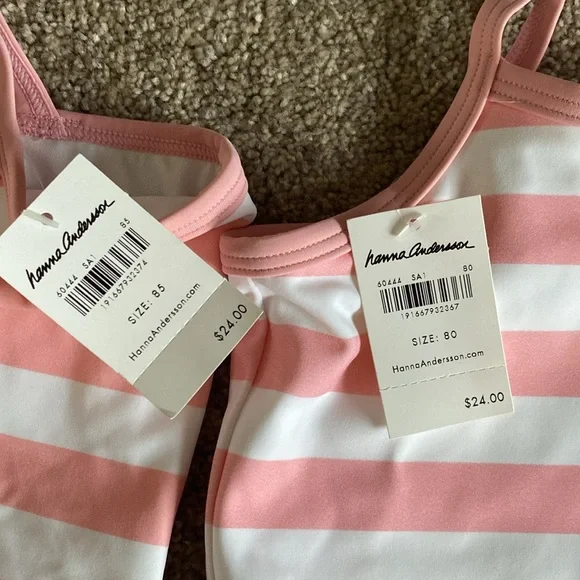 hanna Andersson
60444 SA1 85
191667932374
SIZE: 85
HannaAndersson.com
$24.00
hanna Andersson
60444 SA1 80
191667932367
SIZE: 80
HannaAndersson.com
$24.00